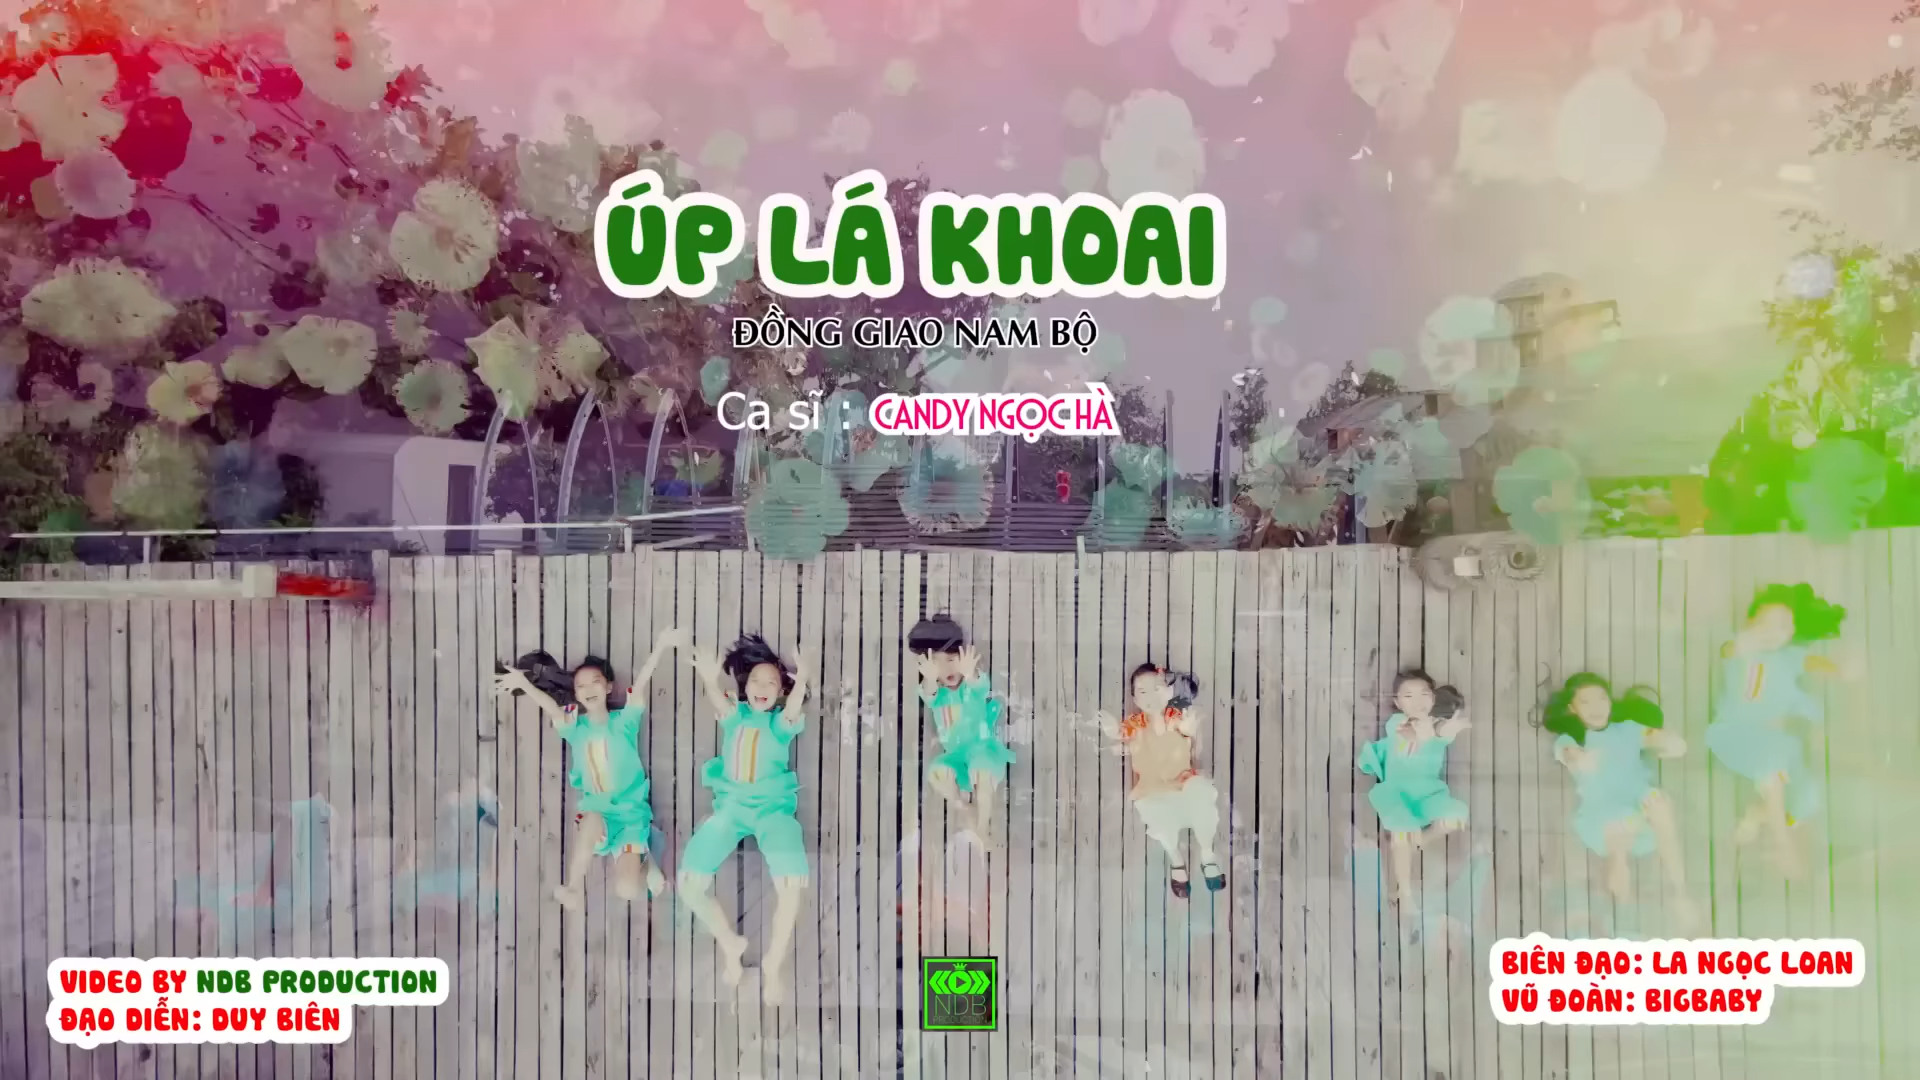 ÚP LÁ KHOAI
ĐỒNG GIAO NAM BỘ
Ca sĩ : CANDY NGỌC HÀ
VIDEO BY NDB PRODUCTION
ĐẠO DIỄN: DUY BIÊN
NDB
PRODUCTION
BIÊN ĐẠO: LA NGỌC LOAN
VŨ ĐOÀN: BIGBABY